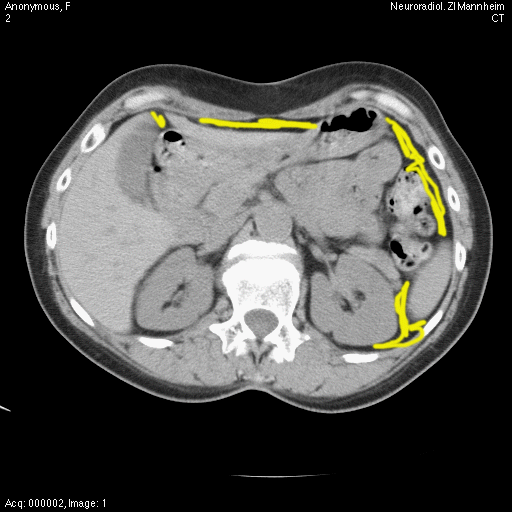 Anonymous, F
Neuroradiol. ZI Mannheim
2
CT
Acq: 000002, Image: 1